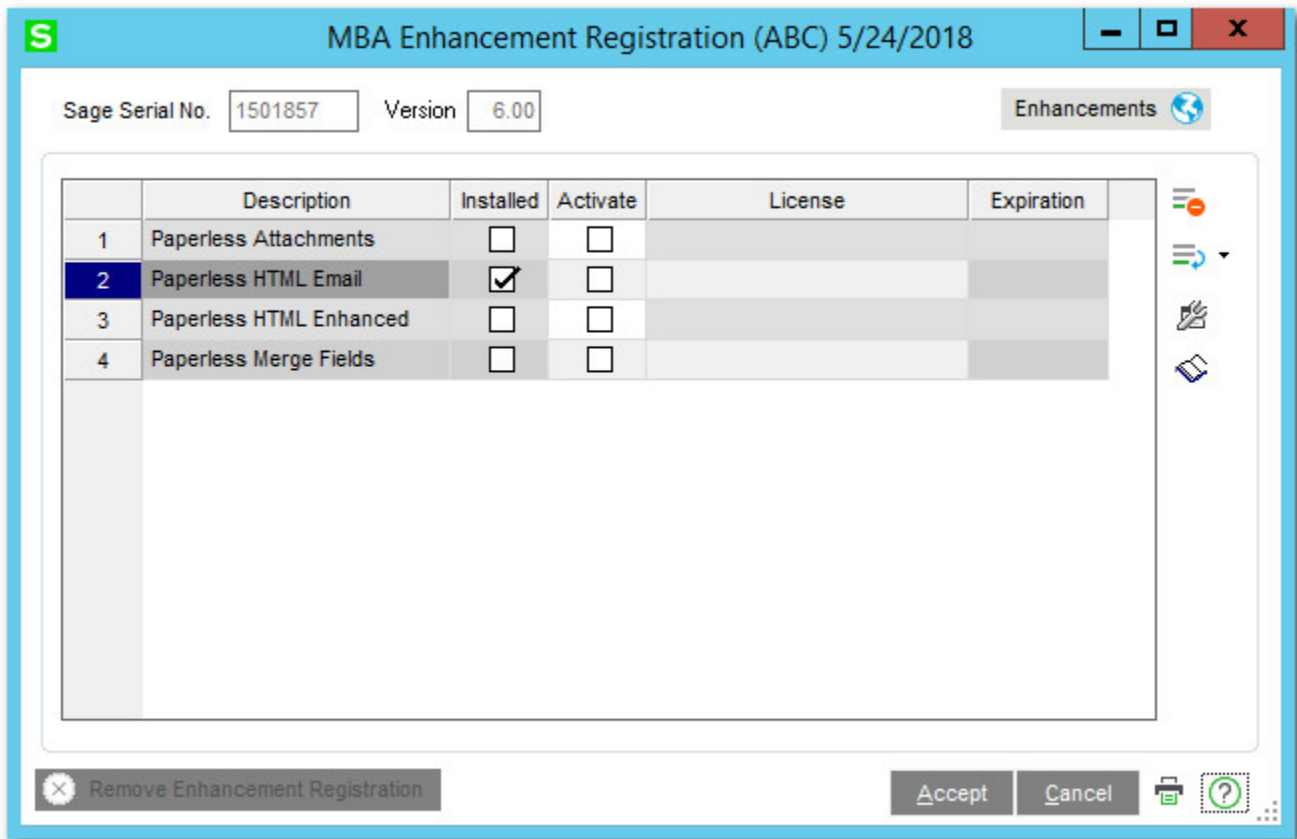 S MBA Enhancement Registration (ABC) 5/24/2018
Sage Serial No. 1501857 Version 6.00 Enhancements
Description Installed Activate License Expiration
1 Paperless Attachments
2 Paperless HTML Email
3 Paperless HTML Enhanced
4 Paperless Merge Fields
Remove Enhancement Registration Accept Cancel ?